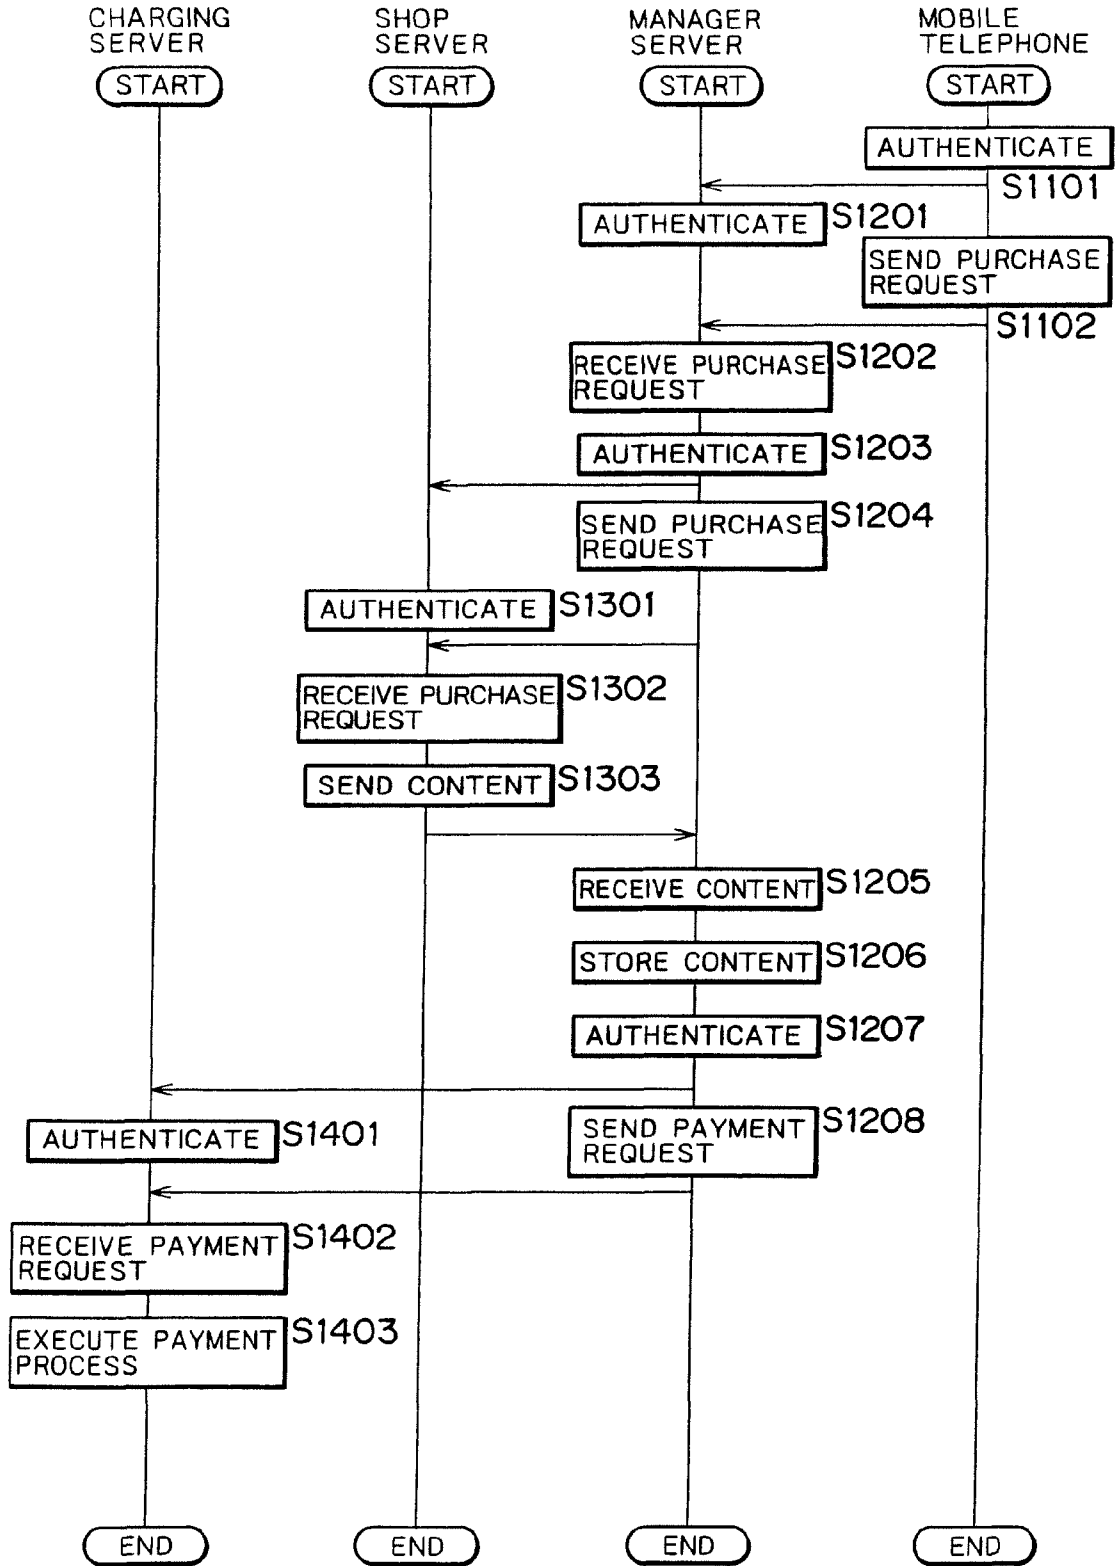 CHARGING
SERVER
SHOP
SERVER
MANAGER
SERVER
MOBILE
TELEPHONE
START
START
START
START
AUTHENTICATE
S1101
AUTHENTICATE
S1201
SEND PURCHASE
REQUEST
S1102
RECEIVE PURCHASE
REQUEST
S1202
AUTHENTICATE
S1203
SEND PURCHASE
REQUEST
S1204
AUTHENTICATE
S1301
RECEIVE PURCHASE
REQUEST
S1302
SEND CONTENT
S1303
RECEIVE CONTENT
S1205
STORE CONTENT
S1206
AUTHENTICATE
S1207
AUTHENTICATE
S1401
SEND PAYMENT
REQUEST
S1208
RECEIVE PAYMENT
REQUEST
S1402
EXECUTE PAYMENT
PROCESS
S1403
END
END
END
END